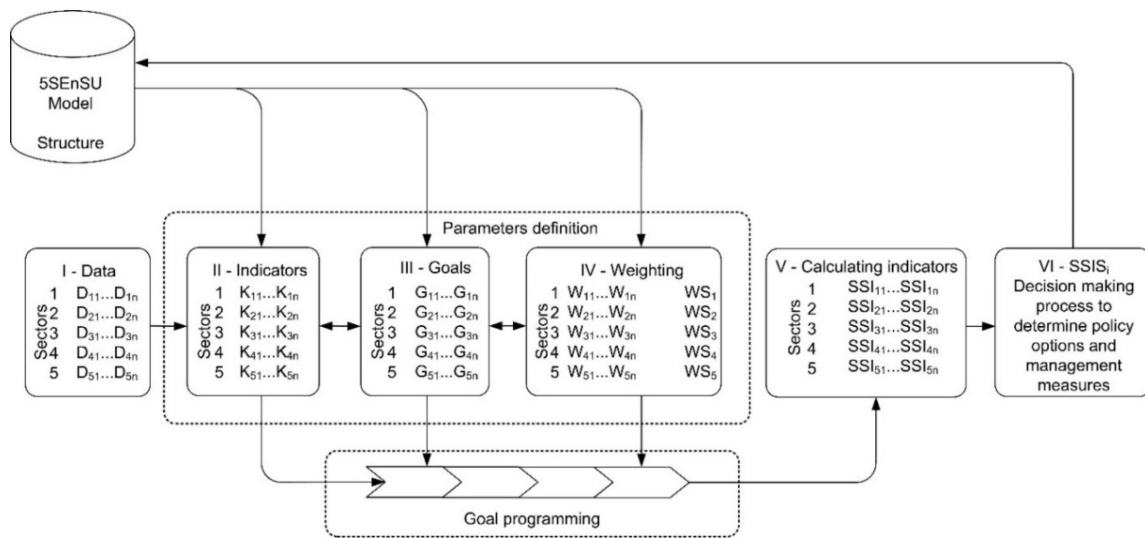 5SEnSU
Model
Structure
Parameters definition
I - Data
Sectors
1 D₁₁...D₁ₙ
2 D₂₁...D₂ₙ
3 D₃₁...D₃ₙ
4 D₄₁...D₄ₙ
5 D₅₁...D₅ₙ
II - Indicators
Sectors
1 K₁₁...K₁ₙ
2 K₂₁...K₂ₙ
3 K₃₁...K₃ₙ
4 K₄₁...K₄ₙ
5 K₅₁...K₅ₙ
III - Goals
Sectors
1 G₁₁...G₁ₙ
2 G₂₁...G₂ₙ
3 G₃₁...G₃ₙ
4 G₄₁...G₄ₙ
5 G₅₁...G₅ₙ
IV - Weighting
Sectors
1 W₁₁...W₁ₙ WS₁
2 W₂₁...W₂ₙ WS₂
3 W₃₁...W₃ₙ WS₃
4 W₄₁...W₄ₙ WS₄
5 W₅₁...W₅ₙ WS₅
V - Calculating indicators
Sectors
1 SSI₁₁...SSI₁ₙ
2 SSI₂₁...SSI₂ₙ
3 SSI₃₁...SSI₃ₙ
4 SSI₄₁...SSI₄ₙ
5 SSI₅₁...SSI₅ₙ
VI - SSISᵢ
Decision making
process to
determine policy
options and
management
measures
Goal programming